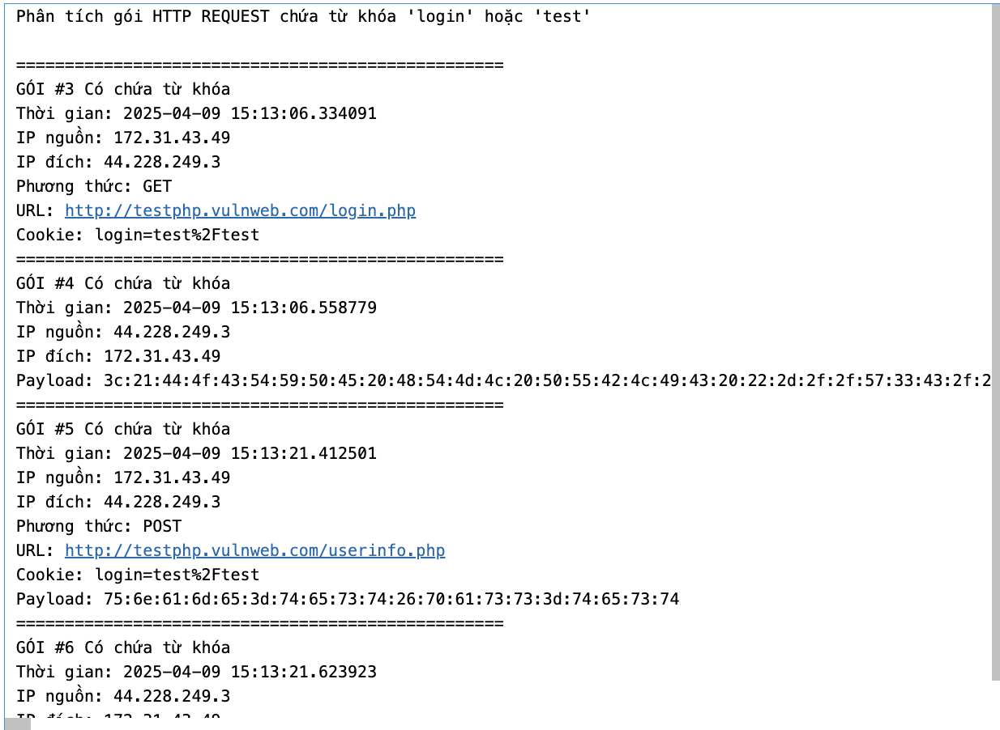 Phân tích gói HTTP REQUEST chứa từ khóa 'login' hoặc 'test'
==================================================
GÓI #3 Có chứa từ khóa
Thời gian: 2025-04-09 15:13:06.334091
IP nguồn: 172.31.43.49
IP đích: 44.228.249.3
Phương thức: GET
URL: http://testphp.vulnweb.com/login.php
Cookie: login=test%2Ftest
==================================================
GÓI #4 Có chứa từ khóa
Thời gian: 2025-04-09 15:13:06.558779
IP nguồn: 44.228.249.3
IP đích: 172.31.43.49
Payload: 3c:21:44:4f:43:54:59:50:45:20:48:54:4d:4c:20:50:55:42:4c:49:43:20:22:2d:2f:2f:57:33:43:2f:2
==================================================
GÓI #5 Có chứa từ khóa
Thời gian: 2025-04-09 15:13:21.412501
IP nguồn: 172.31.43.49
IP đích: 44.228.249.3
Phương thức: POST
URL: http://testphp.vulnweb.com/userinfo.php
Cookie: login=test%2Ftest
Payload: 75:6e:61:6d:65:3d:74:65:73:74:26:70:61:73:73:3d:74:65:73:74
==================================================
GÓI #6 Có chứa từ khóa
Thời gian: 2025-04-09 15:13:21.623923
IP nguồn: 44.228.249.3
IP đích: 172.31.43.49